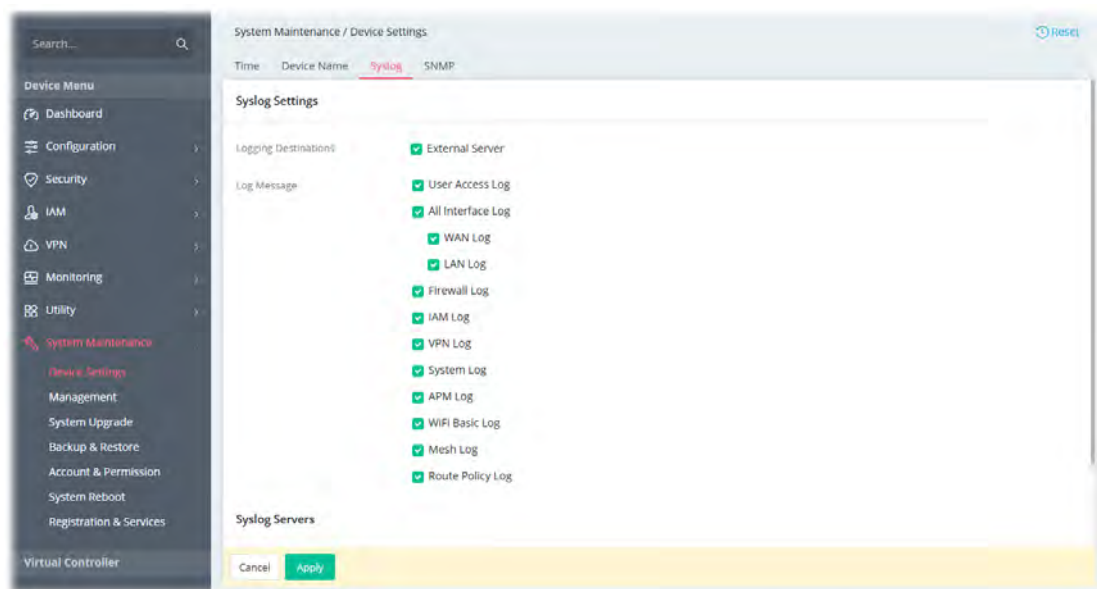 Search...
Device Menu
Dashboard
Configuration
Security
IAM
VPN
Monitoring
Utility
System Maintenance
Device Settings
Management
System Upgrade
Backup & Restore
Account & Permission
System Reboot
Registration & Services
Virtual Controller
System Maintenance / Device Settings
Reset
Time Device Name Syslog SNMP
Syslog Settings
Logging Destinations External Server
Log Message User Access Log
All Interface Log
WAN Log
LAN Log
Firewall Log
IAM Log
VPN Log
System Log
APM Log
WiFi Basic Log
Mesh Log
Route Policy Log
Syslog Servers
Cancel Apply